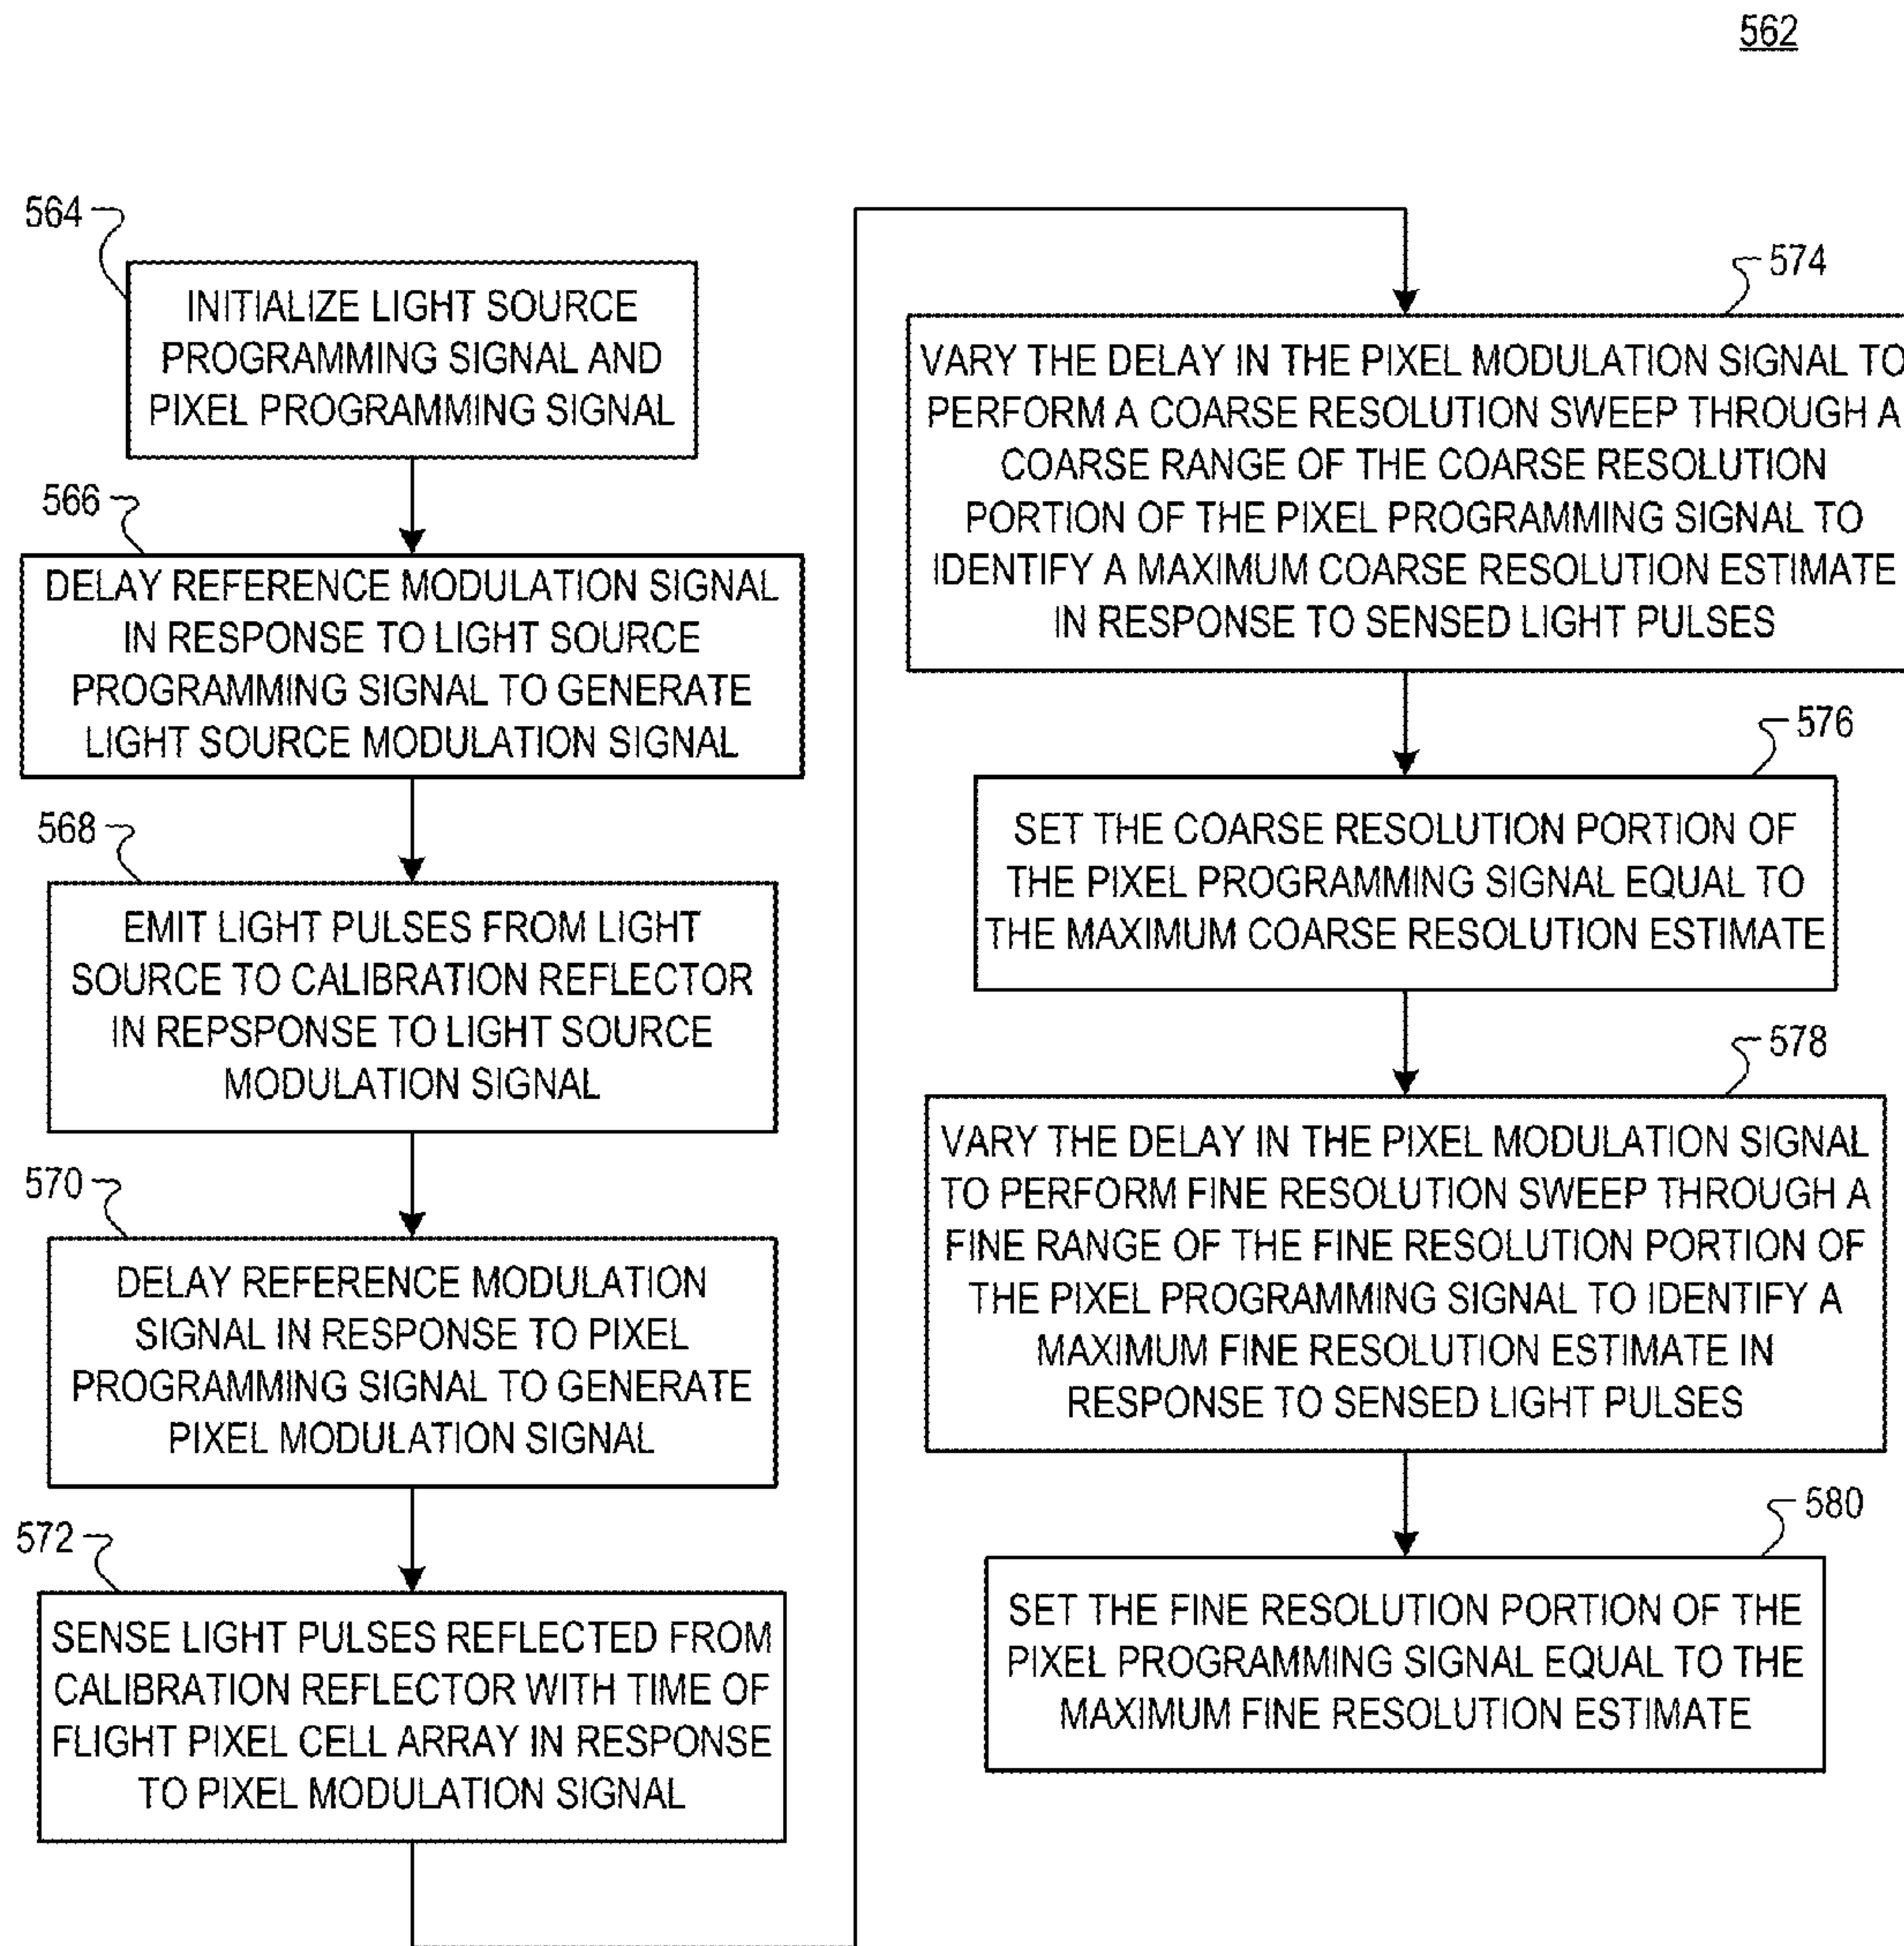 562
564
INITIALIZE LIGHT SOURCE
PROGRAMMING SIGNAL AND
PIXEL PROGRAMMING SIGNAL
566
DELAY REFERENCE MODULATION SIGNAL
IN RESPONSE TO LIGHT SOURCE
PROGRAMMING SIGNAL TO GENERATE
LIGHT SOURCE MODULATION SIGNAL
568
EMIT LIGHT PULSES FROM LIGHT
SOURCE TO CALIBRATION REFLECTOR
IN REPSPONSE TO LIGHT SOURCE
MODULATION SIGNAL
570
DELAY REFERENCE MODULATION
SIGNAL IN RESPONSE TO PIXEL
PROGRAMMING SIGNAL TO GENERATE
PIXEL MODULATION SIGNAL
572
SENSE LIGHT PULSES REFLECTED FROM
CALIBRATION REFLECTOR WITH TIME OF
FLIGHT PIXEL CELL ARRAY IN RESPONSE
TO PIXEL MODULATION SIGNAL
574
VARY THE DELAY IN THE PIXEL MODULATION SIGNAL TO
PERFORM A COARSE RESOLUTION SWEEP THROUGH A
COARSE RANGE OF THE COARSE RESOLUTION
PORTION OF THE PIXEL PROGRAMMING SIGNAL TO
IDENTIFY A MAXIMUM COARSE RESOLUTION ESTIMATE
IN RESPONSE TO SENSED LIGHT PULSES
576
SET THE COARSE RESOLUTION PORTION OF
THE PIXEL PROGRAMMING SIGNAL EQUAL TO
THE MAXIMUM COARSE RESOLUTION ESTIMATE
578
VARY THE DELAY IN THE PIXEL MODULATION SIGNAL
TO PERFORM FINE RESOLUTION SWEEP THROUGH A
FINE RANGE OF THE FINE RESOLUTION PORTION OF
THE PIXEL PROGRAMMING SIGNAL TO IDENTIFY A
MAXIMUM FINE RESOLUTION ESTIMATE IN
RESPONSE TO SENSED LIGHT PULSES
580
SET THE FINE RESOLUTION PORTION OF THE
PIXEL PROGRAMMING SIGNAL EQUAL TO THE
MAXIMUM FINE RESOLUTION ESTIMATE